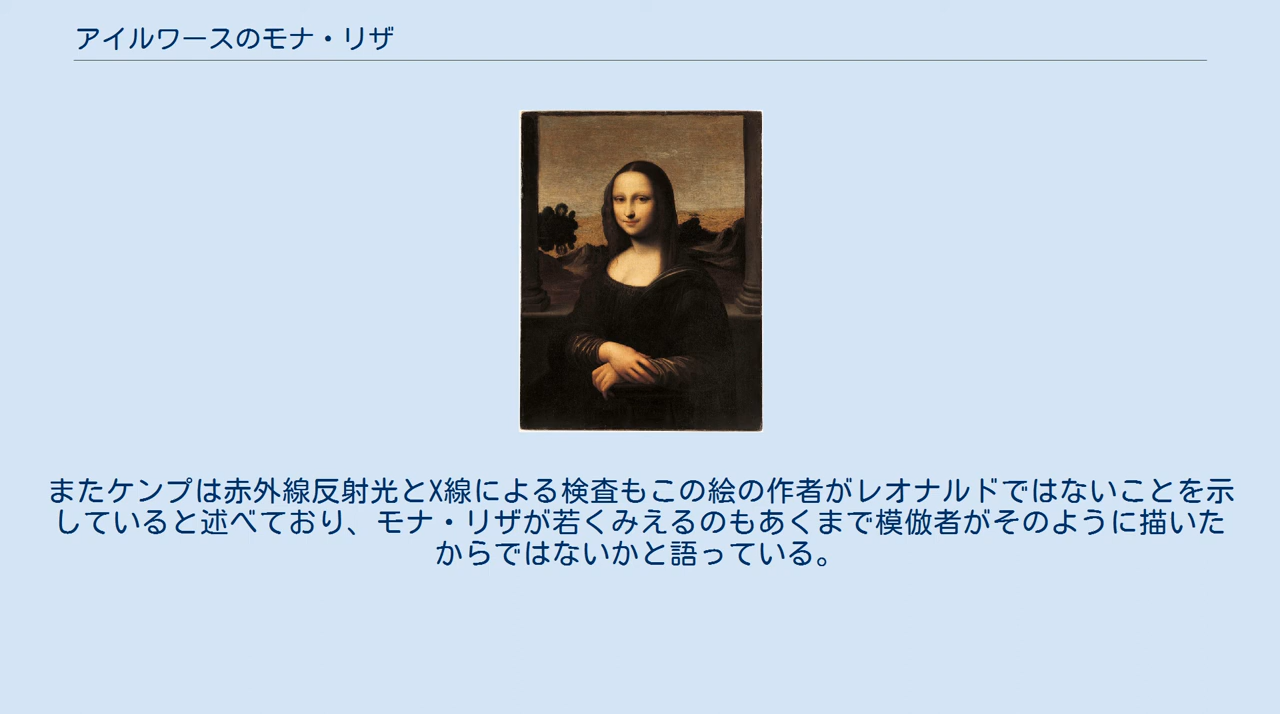 アイルワースのモナ・リザ
またケンプは赤外線反射光とX線による検査もこの絵の作者がレオナルドではないことを示
していると述べており、モナ・リザが若くみえるのもあくまで模倣者がそのように描いた
からではないかと語っている。